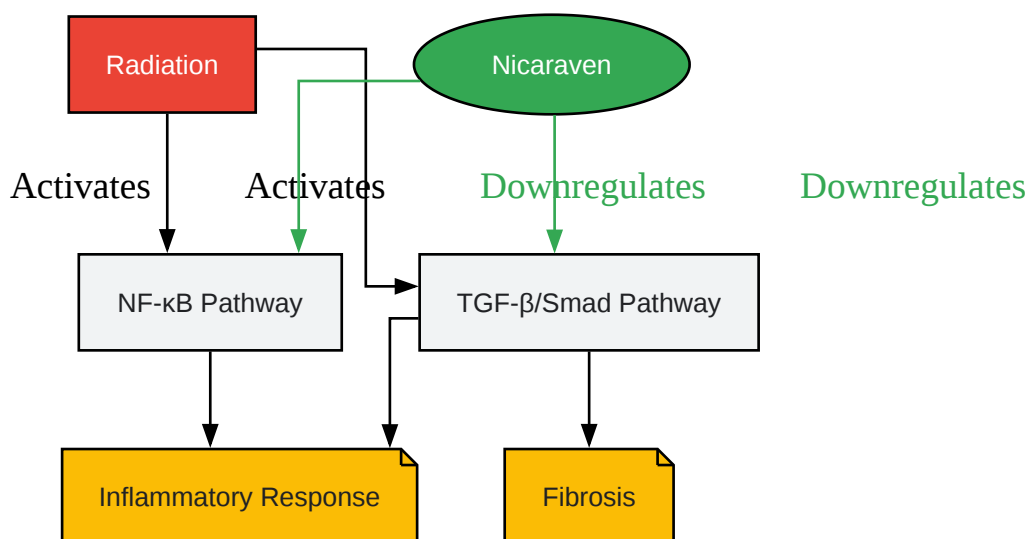 Radiation
Nicaraven
Activates
Activates
Downregulates
Downregulates
NF-κB Pathway
TGF-β/Smad Pathway
Inflammatory Response
Fibrosis